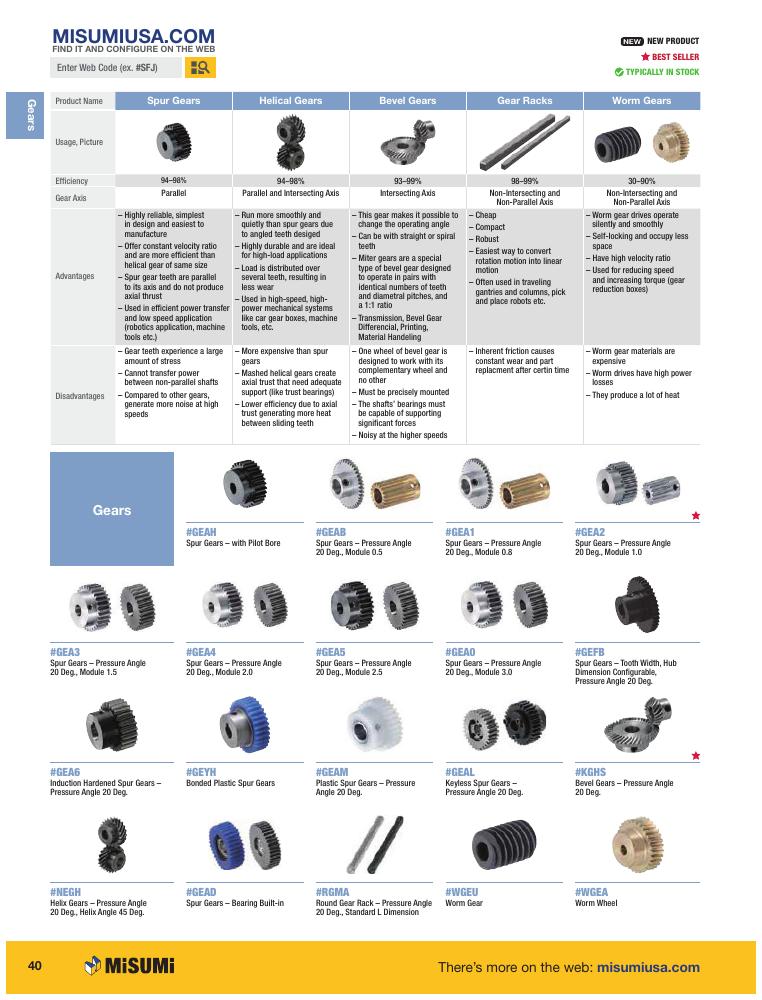 MISUMIUSA.COM
FIND IT AND CONFIGURE ON THE WEB
Enter Web Code (ex. #SFJ)
NEW NEW PRODUCT
BEST SELLER
TYPICALLY IN STOCK
Gears
Product Name Spur Gears Helical Gears Bevel Gears Gear Racks Worm Gears
Usage, Picture
Efficiency 94–98% 94–98% 93–99% 98–99% 30–90%
Gear Axis
Parallel
Parallel and Intersecting Axis
Intersecting Axis
Non-Intersecting and
Non-Parallel Axis
Non-Intersecting and
Non-Parallel Axis
Advantages
– Highly reliable, simplest
in design and easiest to
manufacture
– Offer constant velocity ratio
and are more efficient than
helical gear of same size
– Spur gear teeth are parallel
to its axis and do not produce
axial thrust
– Used in efficient power transfer
and low speed application
(robotics application, machine
tools etc.)
– Run more smoothly and
quietly than spur gears due
to angled teeth desiged
– Highly durable and are ideal
for high-load applications
– Load is distributed over
several teeth, resulting in
less wear
– Used in high-speed, high-
power mechanical systems
like car gear boxes, machine
tools, etc.
– This gear makes it possible to
change the operating angle
– Can be with straight or spiral
teeth
– Miter gears are a special
type of bevel gear designed
to operate in pairs with
identical numbers of teeth
and diametral pitches, and
a 1:1 ratio
– Transmission, Bevel Gear
Differencial, Printing,
Material Handeling
– Cheap
– Compact
– Robust
– Easiest way to convert
rotation motion into linear
motion
– Often used in traveling
gantries and columns, pick
and place robots etc.
– Worm gear drives operate
silently and smoothly
– Self-locking and occupy less
space
– Have high velocity ratio
– Used for reducing speed
and increasing torque (gear
reduction boxes)
Disadvantages
– Gear teeth experience a large
amount of stress
– Cannot transfer power
between non-parallel shafts
– Compared to other gears,
generate more noise at high
speeds
– More expensive than spur
gears
– Mashed helical gears create
axial trust that need adequate
support (like trust bearings)
– Lower efficiency due to axial
trust generating more heat
between sliding teeth
– One wheel of bevel gear is
designed to work with its
complementary wheel and
no other
– Must be precisely mounted
– The shafts' bearings must
be capable of supporting
significant forces
– Noisy at the higher speeds
– Inherent friction causes
constant wear and part
replacment after certin time
– Worm gear materials are
expensive
– Worm drives have high power
losses
– They produce a lot of heat
Gears
#GEAH
Spur Gears – with Pilot Bore
#GEAB
Spur Gears – Pressure Angle
20 Deg., Module 0.5
#GEA1
Spur Gears – Pressure Angle
20 Deg., Module 0.8
#GEA2
Spur Gears – Pressure Angle
20 Deg., Module 1.0
#GEA3
Spur Gears – Pressure Angle
20 Deg., Module 1.5
#GEA4
Spur Gears – Pressure Angle
20 Deg., Module 2.0
#GEA5
Spur Gears – Pressure Angle
20 Deg., Module 2.5
#GEA0
Spur Gears – Pressure Angle
20 Deg., Module 3.0
#GEFB
Spur Gears – Tooth Width, Hub
Dimension Configurable,
Pressure Angle 20 Deg.
#GEA6
Induction Hardened Spur Gears –
Pressure Angle 20 Deg.
#GEYH
Bonded Plastic Spur Gears
#GEAM
Plastic Spur Gears – Pressure
Angle 20 Deg.
#GEAL
Keyless Spur Gears –
Pressure Angle 20 Deg.
#KGHS
Bevel Gears – Pressure Angle
20 Deg.
#NEGH
Helix Gears – Pressure Angle
20 Deg., Helix Angle 45 Deg.
#GEAD
Spur Gears – Bearing Built-in
#RGMA
Round Gear Rack – Pressure Angle
20 Deg., Standard L Dimension
#WGEU
Worm Gear
#WGEA
Worm Wheel
40
MiSUMi
There's more on the web: misumiusa.com